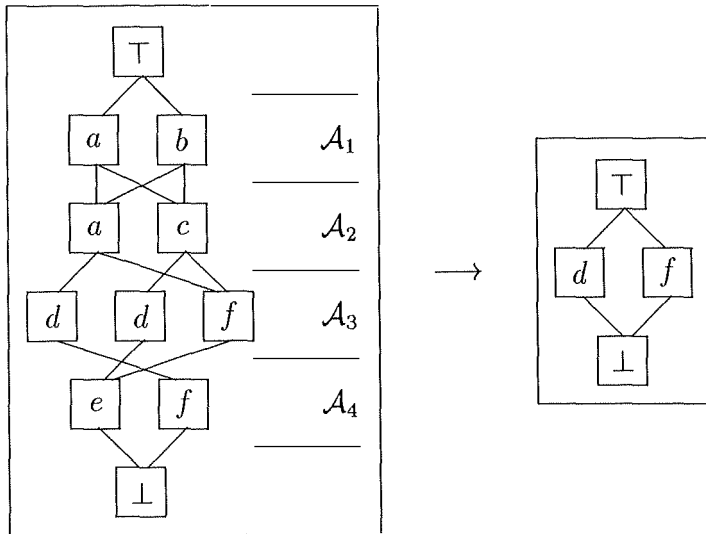 ⊤
a b 𝒜₁
a c 𝒜₂
d d f 𝒜₃
e f 𝒜₄
⊥
⟶
⊤
d f
⊥